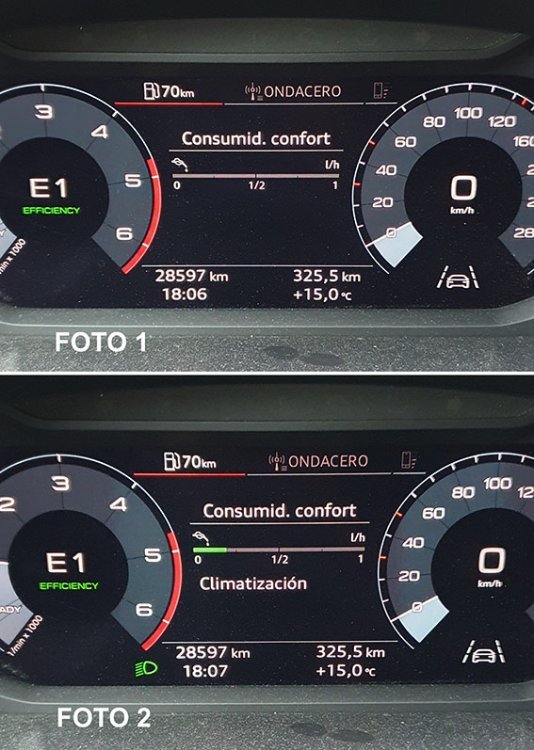 70km ONDACERO
3
4
5
6
E1
EFFICIENCY
1/min x 1000
Consumid. confort
l/h
0 1/2 1
28597 km 325,5 km
18:06 +15,0 °C
0 20 40 60 80 100 120 160
0
km/h
FOTO 1
70km ONDACERO
2
3
4
5
6
E1
EFFICIENCY
1/min x 1000
Consumid. confort
l/h
0 1/2 1
Climatización
28597 km 325,5 km
18:07 +15,0 °C
0 20 40 60 80 100
0
km/h
FOTO 2